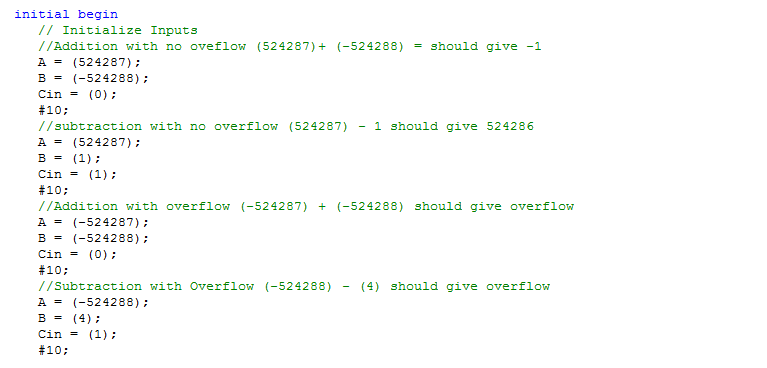 initial begin
// Initialize Inputs
//Addition with no oveflow (524287)+ (-524288) = should give -1
A = (524287);
B = (-524288);
Cin = (0);
#10;
//subtraction with no overflow (524287) - 1 should give 524286
A = (524287);
B = (1);
Cin = (1);
#10;
//Addition with overflow (-524287) + (-524288) should give overflow
A = (-524287);
B = (-524288);
Cin = (0);
#10;
//Subtraction with Overflow (-524288) - (4) should give overflow
A = (-524288);
B = (4);
Cin = (1);
#10;